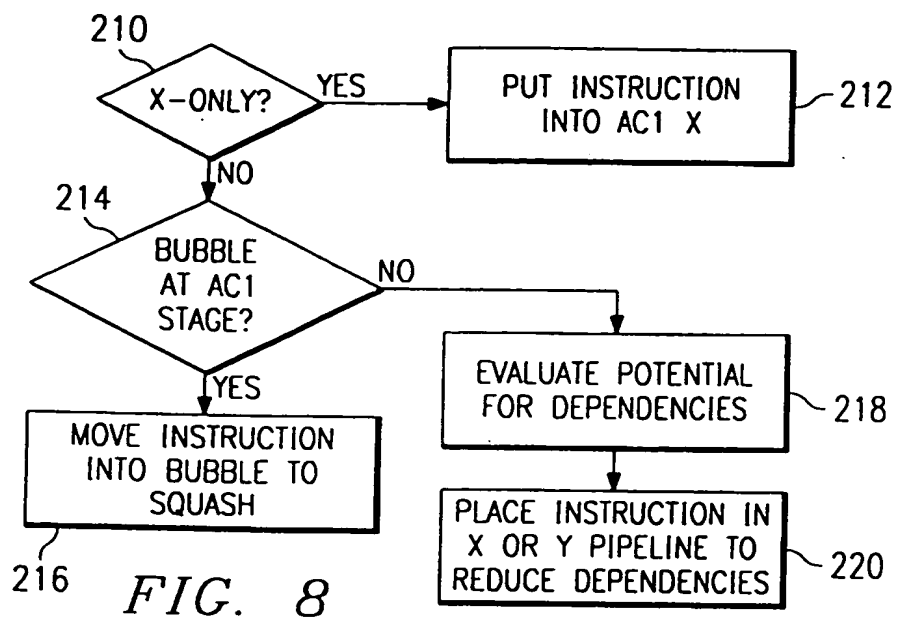 210
X-ONLY?
YES
PUT INSTRUCTION
INTO AC1 X
212
NO
214
BUBBLE
AT AC1
STAGE?
NO
YES
EVALUATE POTENTIAL
FOR DEPENDENCIES
218
MOVE INSTRUCTION
INTO BUBBLE TO
SQUASH
216
PLACE INSTRUCTION IN
X OR Y PIPELINE TO
REDUCE DEPENDENCIES
220
FIG. 8